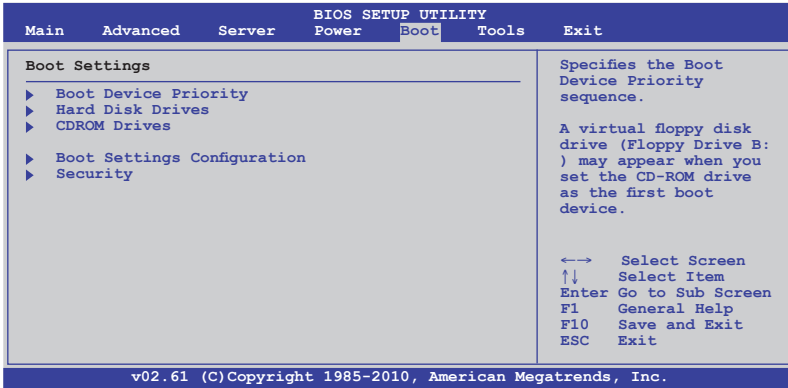 BIOS SETUP UTILITY
Main Advanced Server Power Boot Tools Exit
Boot Settings
Boot Device Priority
Hard Disk Drives
CDROM Drives
Boot Settings Configuration
Security
Specifies the Boot
Device Priority
sequence.
A virtual floppy disk
drive (Floppy Drive B:
) may appear when you
set the CD-ROM drive
as the first boot
device.
←→ Select Screen
↑↓ Select Item
Enter Go to Sub Screen
F1 General Help
F10 Save and Exit
ESC Exit
v02.61 (C)Copyright 1985-2010, American Megatrends, Inc.